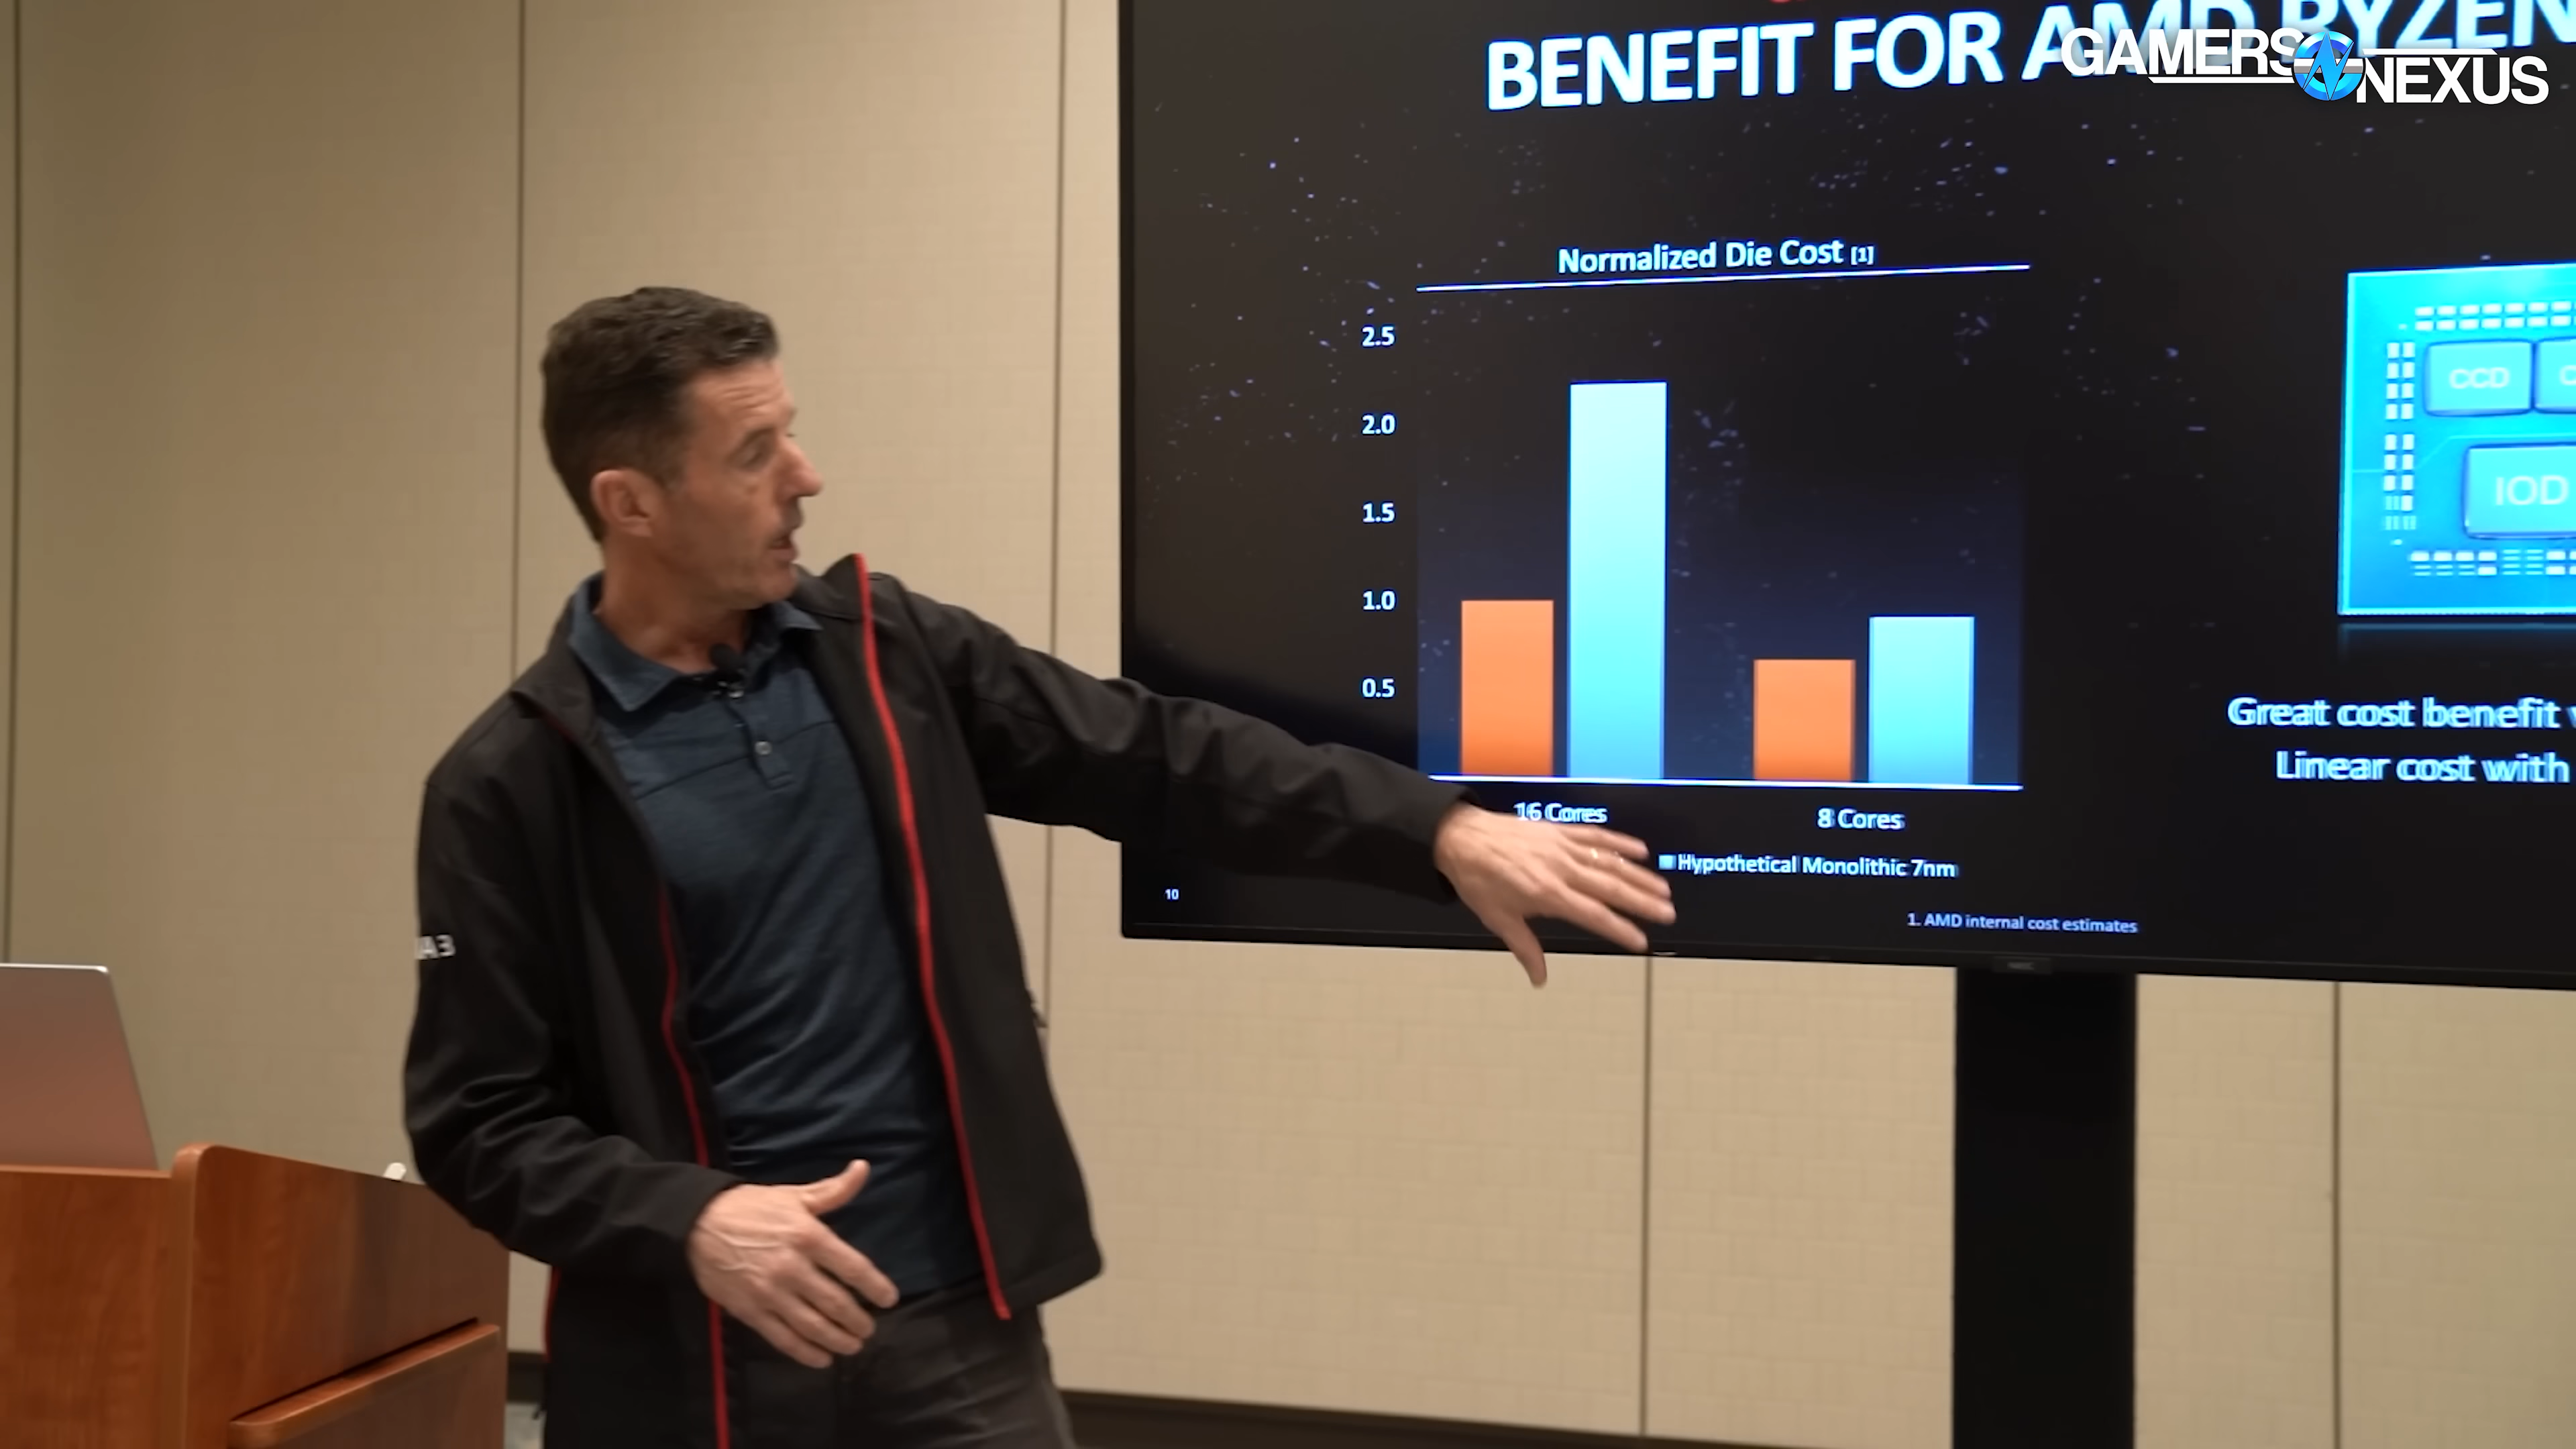 BENEFIT FOR AMD RYZEN
GAMERS NEXUS
Normalized Die Cost [1]
2.5
2.0
1.5
1.0
0.5
16 Cores
8 Cores
Hypothetical Monolithic 7nm
10
1. AMD internal cost estimates
CCD
IOD
Great cost benefit
Linear cost with
A3